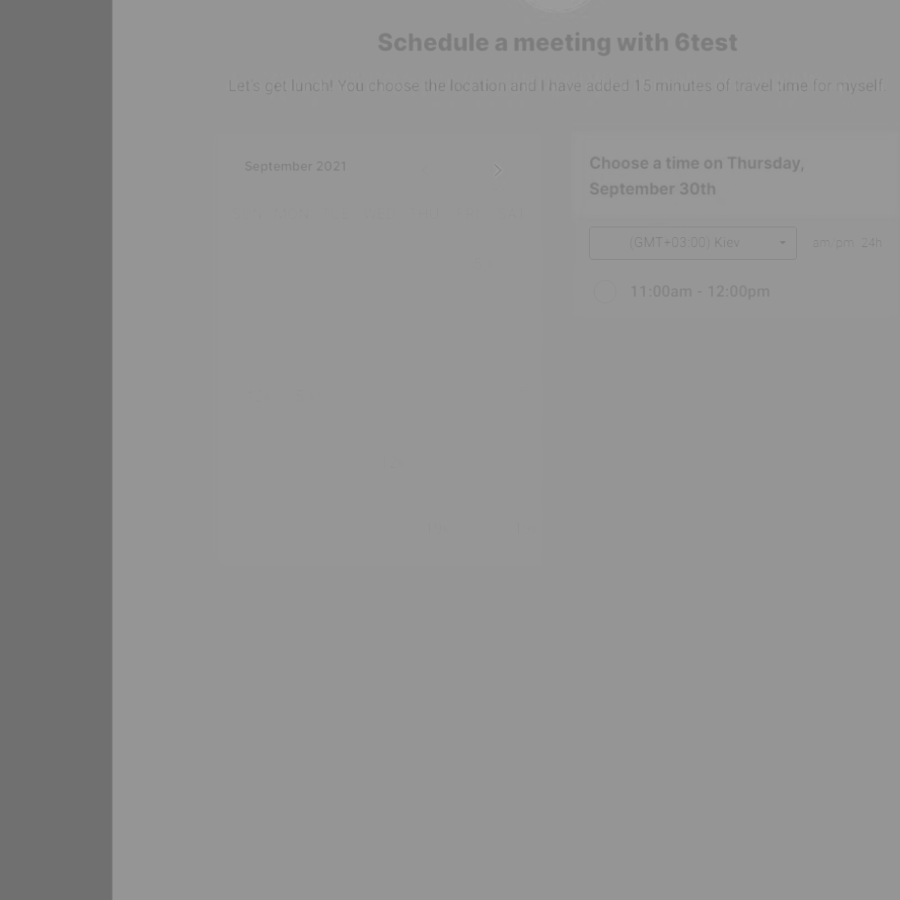 Schedule a meeting with 6test
Let's get lunch! You choose the location and I have added 15 minutes of travel time for myself.
September 2021
Choose a time on Thursday,
September 30th
(GMT+03:00) Kiev
am/pm 24h
11:00am - 12:00pm